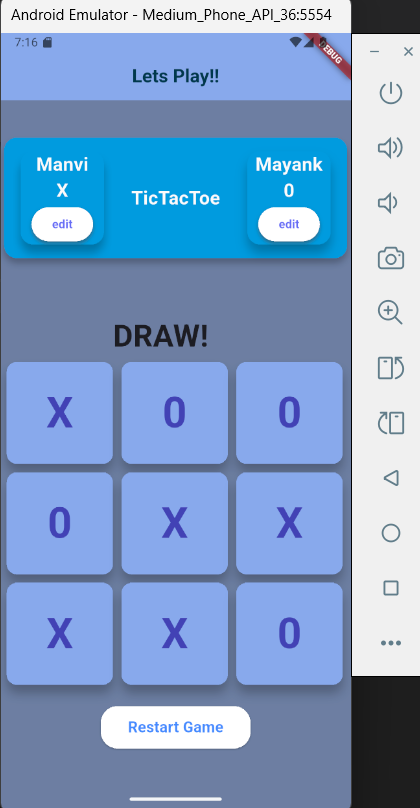 Android Emulator - Medium_Phone_API_36:5554
7:16
DEBUG
Lets Play!!
Manvi
X
edit
TicTacToe
Mayank
0
edit
DRAW!
X 0 0
0 X X
X X 0
Restart Game